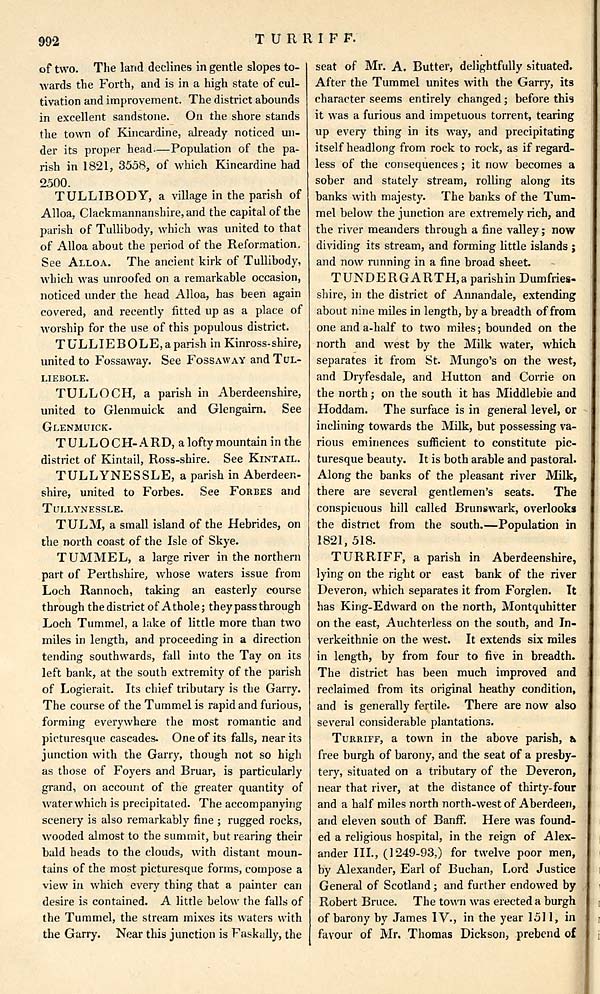 992
TURRIFF.
of two. The land declines in gentle slopes to-
wards the Forth, and is in a high state of cul-
tivation and improvement. The district abounds
in excellent sandstone. On the shore stands
the town of Kincardine, already noticed un-
der its proper head.—Population of the pa-
rish in 1821, 3558, of which Kincardine had
2500.
TULLIBODY, a village in the parish of
Alloa, Clackmannanshire, and the capital of the
parish of Tullibody, which was united to that
of Alloa about the period of the Reformation.
See ALLOA. The ancient kirk of Tullibody,
which was unroofed on a remarkable occasion,
noticed under the head Alloa, has been again
covered, and recently fitted up as a place of
worship for the use of this populous district.
TULLIEBOLE, a parish in Kinross-shire,
united to Fossaway. See FOSSAWAY and TUL-
LIEBOLE.
TULLOCH, a parish in Aberdeenshire,
united to Glenmuick and Glengairn. See
GLENMUICK.
TULLOCH-ARD, a lofty mountain in the
district of Kintail, Ross-shire. See KINTAIL.
TULLYNESSLE, a parish in Aberdeen-
shire, united to Forbes. See FORBES and
TULLYNESSLE.
TULM, a small island of the Hebrides, on
the north coast of the Isle of Skye.
TUMMEL, a large river in the northern
part of Perthshire, whose waters issue from
Loch Rannoch, taking an easterly course
through the district of Athole; they pass through
Loch Tummel, a lake of little more than two
miles in length, and proceeding in a direction
tending southwards, fall into the Tay on its
left bank, at the south extremity of the parish
of Logierait. Its chief tributary is the Garry.
The course of the Tummel is rapid and furious,
forming everywhere the most romantic and
picturesque cascades. One of its falls, near its
junction with the Garry, though not so high
as those of Foyers and Bruar, is particularly
grand, on account of the greater quantity of
water which is precipitated. The accompanying
scenery is also remarkably fine; rugged rocks,
wooded almost to the summit, but rearing their
bald heads to the clouds, with distant moun-
tains of the most picturesque forms, compose a
view in which every thing that a painter can
desire is contained. A little below the falls of
the Tummel, the stream mixes its waters with
the Garry. Near this junction is Faskally, the
seat of Mr. A. Butter, delightfully situated.
After the Tummel unites with the Garry, its
character seems entirely changed; before this
it was a furious and impetuous torrent, tearing
up every thing in its way, and precipitating
itself headlong from rock to rock, as if regard-
less of the consequences; it now becomes a
sober and stately stream, rolling along its
banks with majesty. The banks of the Tum-
mel below the junction are extremely rich, and
the river meanders through a fine valley; now
dividing its stream, and forming little islands;
and now running in a fine broad sheet.
TUNDERGARTH, a parish in Dumfries-
shire, in the district of Annandale, extending
about nine miles in length, by a breadth of from
one and a-half to two miles; bounded on the
north and west by the Milk water, which
separates it from St. Mungo's on the west,
and Dryfesdale, and Hutton and Corrie on
the north; on the south it has Middlebie and
Hoddam. The surface is in general level, or
inclining towards the Milk, but possessing va-
rious eminences sufficient to constitute pic-
turesque beauty. It is both arable and pastoral.
Along the banks of the pleasant river Milk,
there are several gentlemen's seats. The
conspicuous hill called Brunswark, overlooks
the district from the south.—Population in
1821, 518.
TURRIFF, a parish in Aberdeenshire,
lying on the right or east bank of the river
Deveron, which separates it from Forglen. It
has King-Edward on the north, Montquhitter
on the east, Auchterless on the south, and In-
verkeithnie on the west. It extends six miles
in length, by from four to five in breadth.
The district has been much improved and
reclaimed from its original heathy condition,
and is generally fertile. There are now also
several considerable plantations.
TURRIFF, a town in the above parish, a
free burgh of barony, and the seat of a presby-
tery, situated on a tributary of the Deveron,
near that river, at the distance of thirty-four
and a half miles north north-west of Aberdeen,
and eleven south of Banff. Here was found-
ed a religious hospital, in the reign of Alex-
ander III., (1249-93,) for twelve poor men,
by Alexander, Earl of Buchan, Lord Justice
General of Scotland; and further endowed by
Robert Bruce. The town was erected a burgh
of barony by James IV., in the year 1511, in
favour of Mr. Thomas Dickson, prebend of